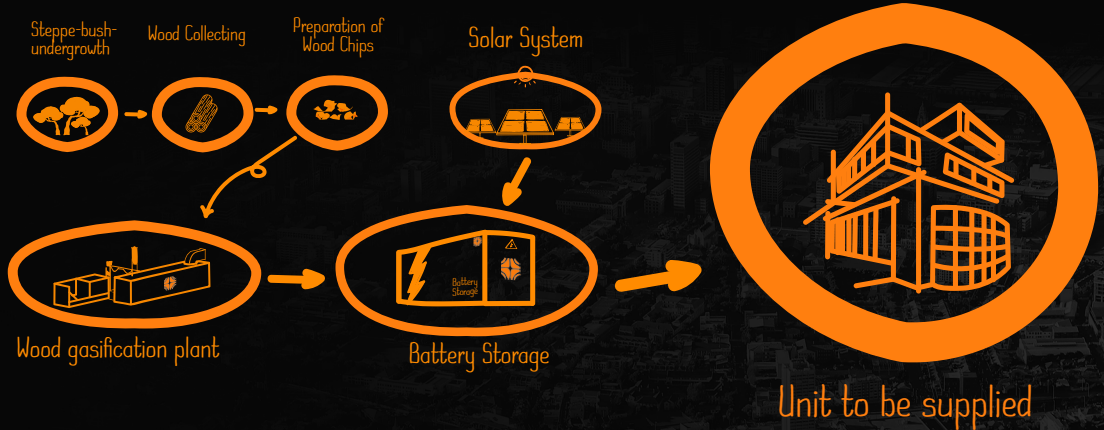 Steppe-bush-
undergrowth
Wood Collecting
Preparation of
Wood Chips
Solar System
Battery
Storage
Wood gasification plant
Battery Storage
Unit to be supplied